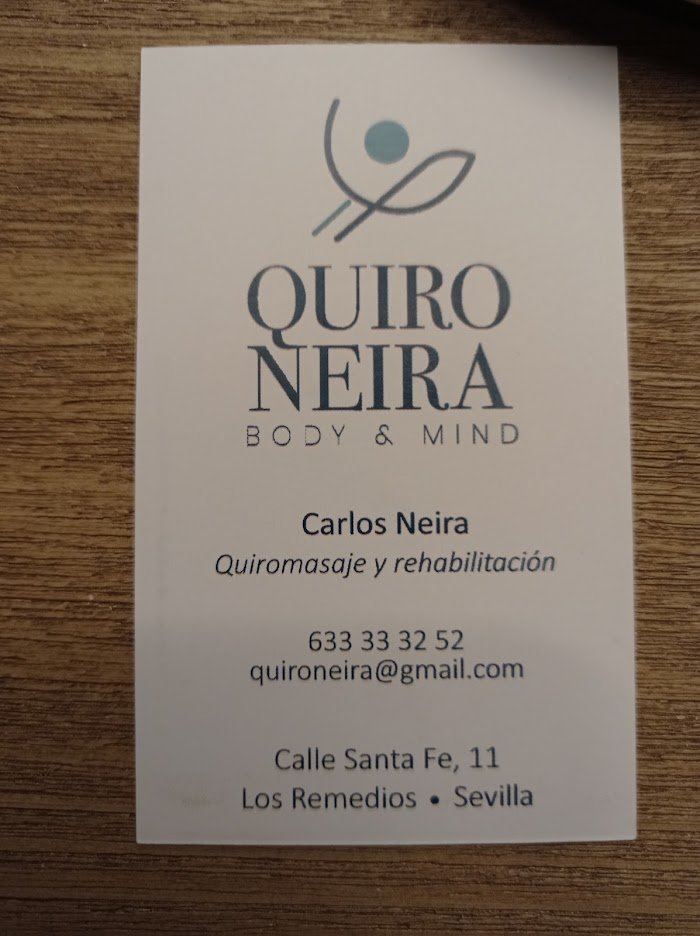 QUIRO
NEIRA
BODY & MIND
Carlos Neira
Quiromasaje y rehabilitación
633 33 32 52
quironeira@gmail.com
Calle Santa Fe, 11
Los Remedios • Sevilla